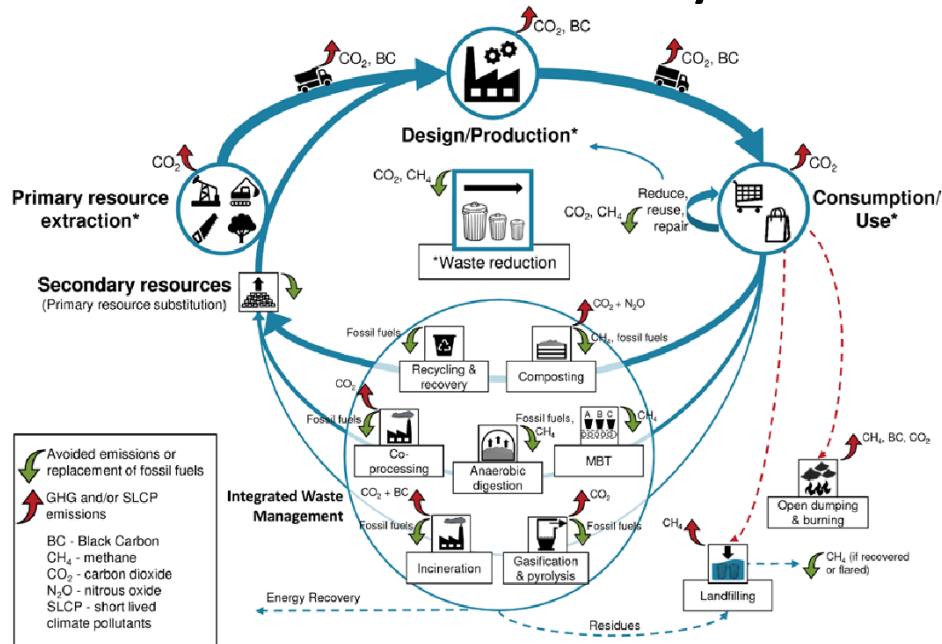 CO₂, BC
CO₂, BC
CO₂, BC
Design/Production*
CO₂
Primary resource
extraction*
CO₂
Consumption/
Use*
CO₂, CH₄
Reduce,
reuse,
repair
CO₂, CH₄
*Waste reduction
Secondary resources
(Primary resource substitution)
CO₂ + N₂O
Fossil fuels
CH₄, fossil fuels
Recycling &
recovery
Composting
CO₂
Fossil fuels
Co-
processing
Fossil fuels,
CH₄
Anaerobic
digestion
A B C
CH₄
MBT
Integrated Waste
Management
CO₂ + BC
Fossil fuels
Incineration
CO₂
Fossil fuels
Gasification
& pyrolysis
CH₄, BC, CO₂
Open dumping
& burning
CH₄
Landfilling
CH₄ (if recovered
or flared)
Energy Recovery
Residues
Avoided emissions or
replacement of fossil fuels
GHG and/or SLCP
emissions
BC - Black Carbon
CH₄ - methane
CO₂ - carbon dioxide
N₂O - nitrous oxide
SLCP - short lived
climate pollutants